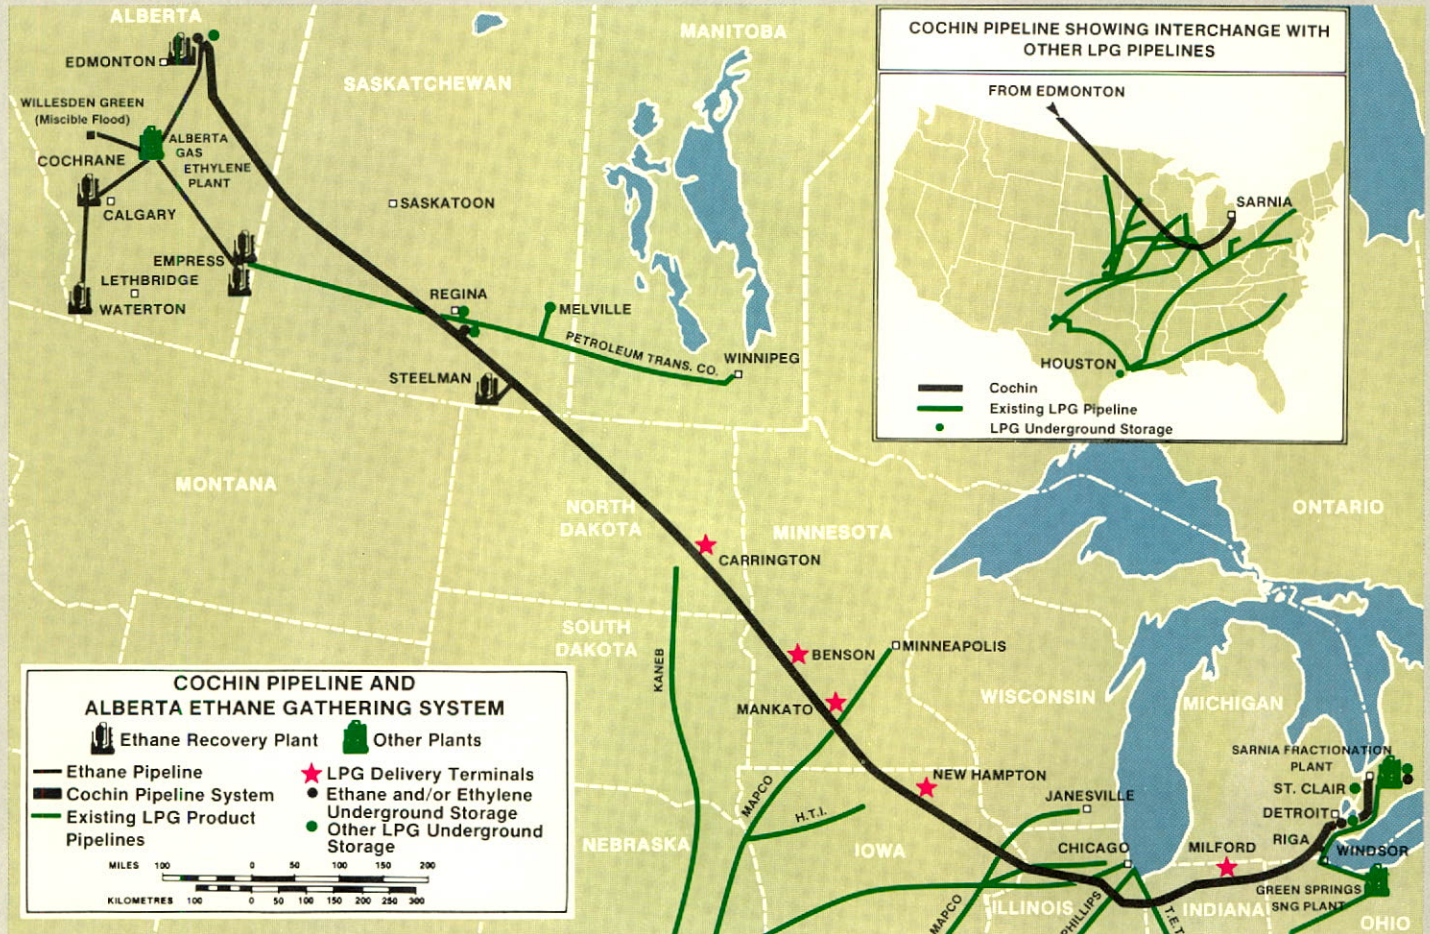 ALBERTA
EDMONTON
WILLESDEN GREEN
(Miscible Flood)
ALBERTA
GAS
ETHYLENE
PLANT
COCHRANE
CALGARY
EMPRESS
LETHBRIDGE
WATERTON
SASKATCHEWAN
SASKATOON
REGINA
MELVILLE
PETROLEUM TRANS. CO.
STEELMAN
MANITOBA
WINNIPEG
COCHIN PIPELINE SHOWING INTERCHANGE WITH
OTHER LPG PIPELINES
FROM EDMONTON
SARNIA
HOUSTON
Cochin
Existing LPG Pipeline
LPG Underground Storage
MONTANA
NORTH
DAKOTA
MINNESOTA
ONTARIO
CARRINGTON
SOUTH
DAKOTA
KANEB
BENSON
MINNEAPOLIS
MANKATO
WISCONSIN
MICHIGAN
NEW HAMPTON
MAPCO
H.T.I.
JANESVILLE
NEBRASKA
IOWA
CHICAGO
MILFORD
SARNIA FRACTIONATION
PLANT
ST. CLAIR
DETROIT
RIGA
WINDSOR
GREEN SPRINGS
SNG PLANT
MAPCO
ILLINOIS
PHILLIPS
T.E.T.
INDIANA
OHIO
COCHIN PIPELINE AND
ALBERTA ETHANE GATHERING SYSTEM
Ethane Recovery Plant
Other Plants
Ethane Pipeline
Cochin Pipeline System
Existing LPG Product
Pipelines
LPG Delivery Terminals
Ethane and/or Ethylene
Underground Storage
Other LPG Underground
Storage
MILES 100 0 50 100 150 200
KILOMETRES 100 0 50 100 150 200 250 300